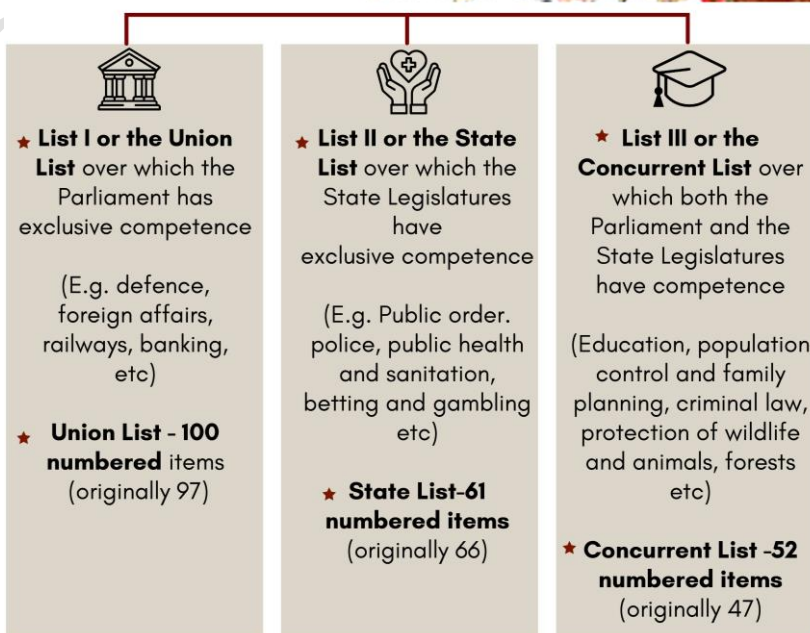 ★ List I or the Union
List over which the
Parliament has
exclusive competence
(E.g. defence,
foreign affairs,
railways, banking,
etc)
★ Union List - 100
numbered items
(originally 97)
★ List II or the State
List over which the
State Legislatures
have
exclusive competence
(E.g. Public order.
police, public health
and sanitation,
betting and gambling
etc)
★ State List-61
numbered items
(originally 66)
★ List III or the
Concurrent List over
which both the
Parliament and the
State Legislatures
have competence
(Education, population
control and family
planning, criminal law,
protection of wildlife
and animals, forests
etc)
★ Concurrent List -52
numbered items
(originally 47)